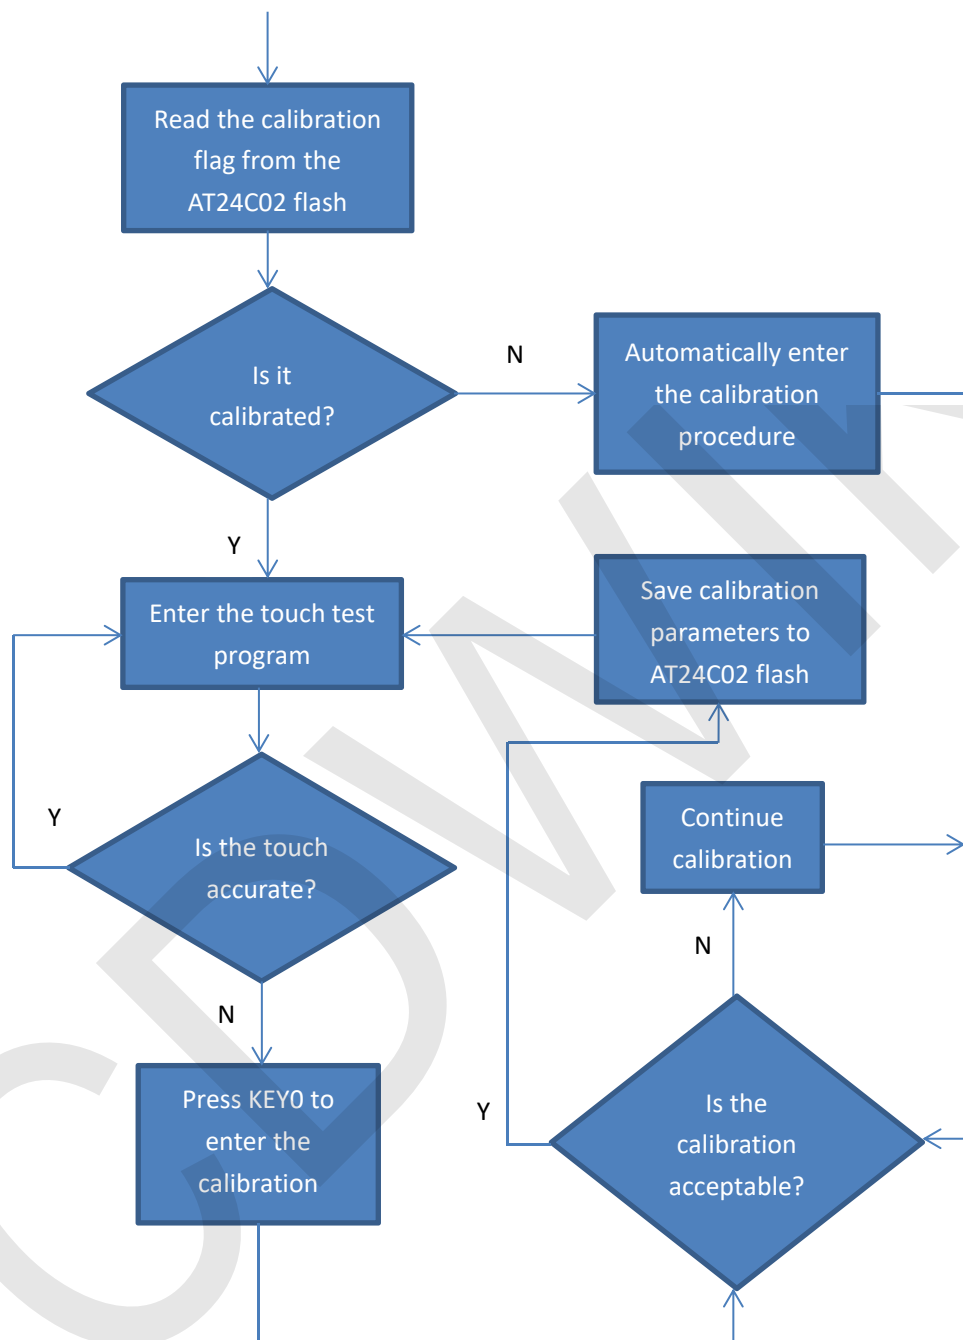 Read the calibration
flag from the
AT24C02 flash
Is it
calibrated?
N
Automatically enter
the calibration
procedure
Y
Enter the touch test
program
Save calibration
parameters to
AT24C02 flash
Y
Is the touch
accurate?
Continue
calibration
N
N
Press KEY0 to
enter the
calibration
Y
Is the
calibration
acceptable?